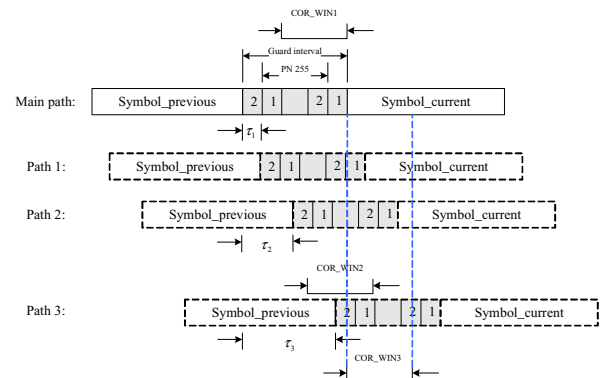 COR_WIN1
Guard interval
PN 255
Main path: Symbol_previous 2 1 2 1 Symbol_current
τ₁
Path 1: Symbol_previous 2 1 2 1 Symbol_current
Path 2: Symbol_previous 2 1 2 1 Symbol_current
τ₂
COR_WIN2
Path 3: Symbol_previous 2 1 2 1 Symbol_current
τ₃
COR_WIN3